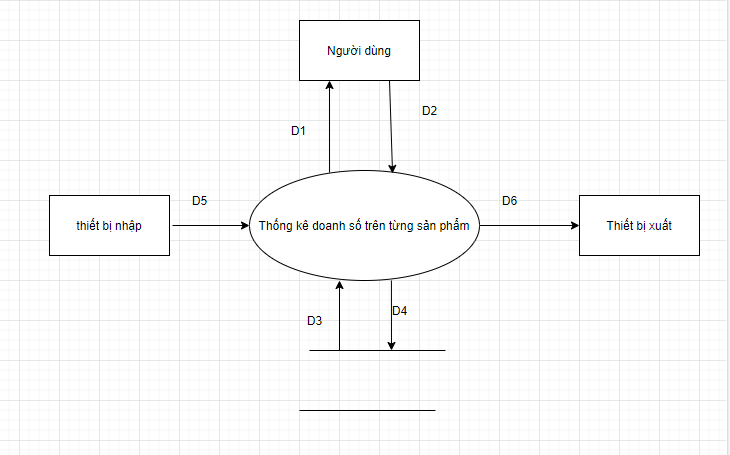 Người dùng
D1
D2
D5
D6
thiết bị nhập
Thống kê doanh số trên từng sản phẩm
Thiết bị xuất
D3
D4